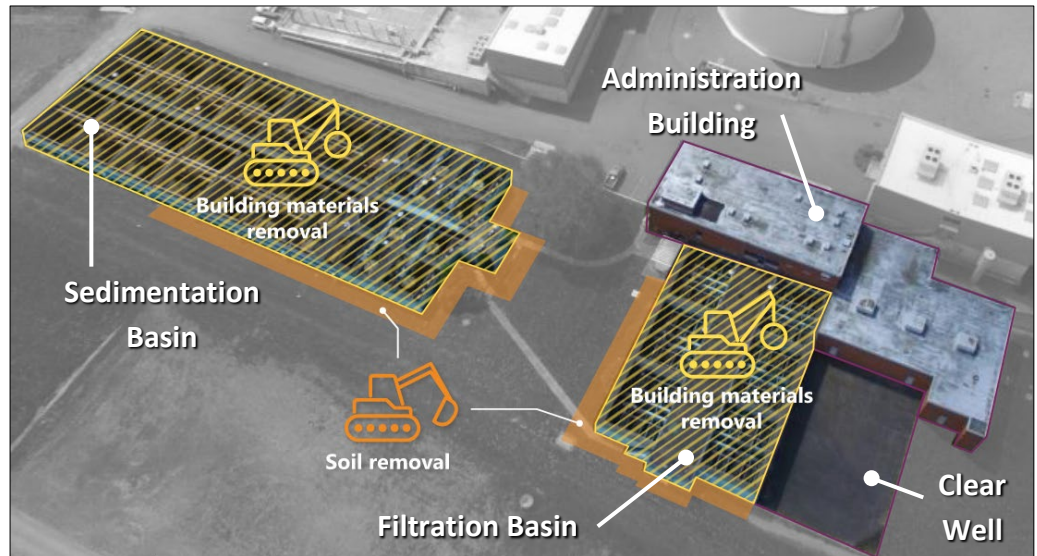 Administration
Building
Building materials
removal
Sedimentation
Basin
Building materials
removal
Soil removal
Clear
Well
Filtration Basin